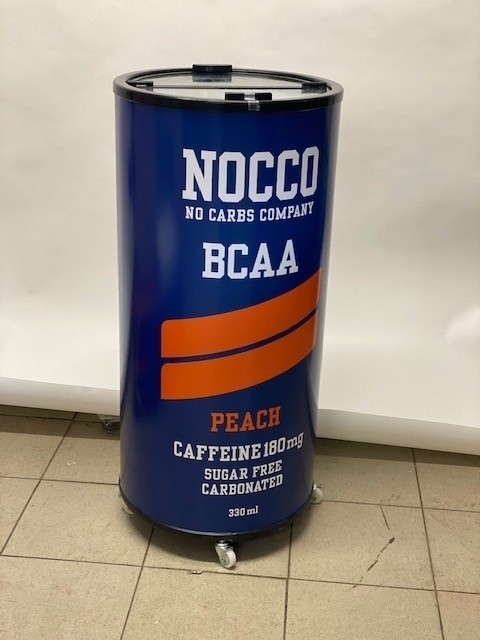 NOCCO
NO CARBS COMPANY
BCAA
PEACH
CAFFEINE 180mg
SUGAR FREE
CARBONATED
330 ml